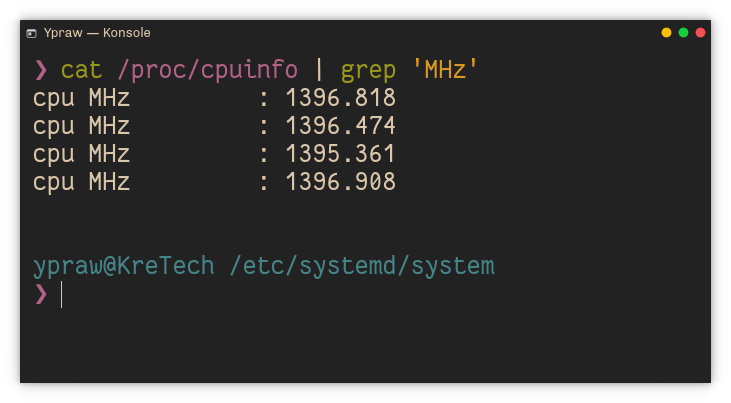 Ypraw — Konsole
❯ cat /proc/cpuinfo | grep 'MHz'
cpu MHz         : 1396.818
cpu MHz         : 1396.474
cpu MHz         : 1395.361
cpu MHz         : 1396.908
ypraw@KreTech /etc/systemd/system
❯